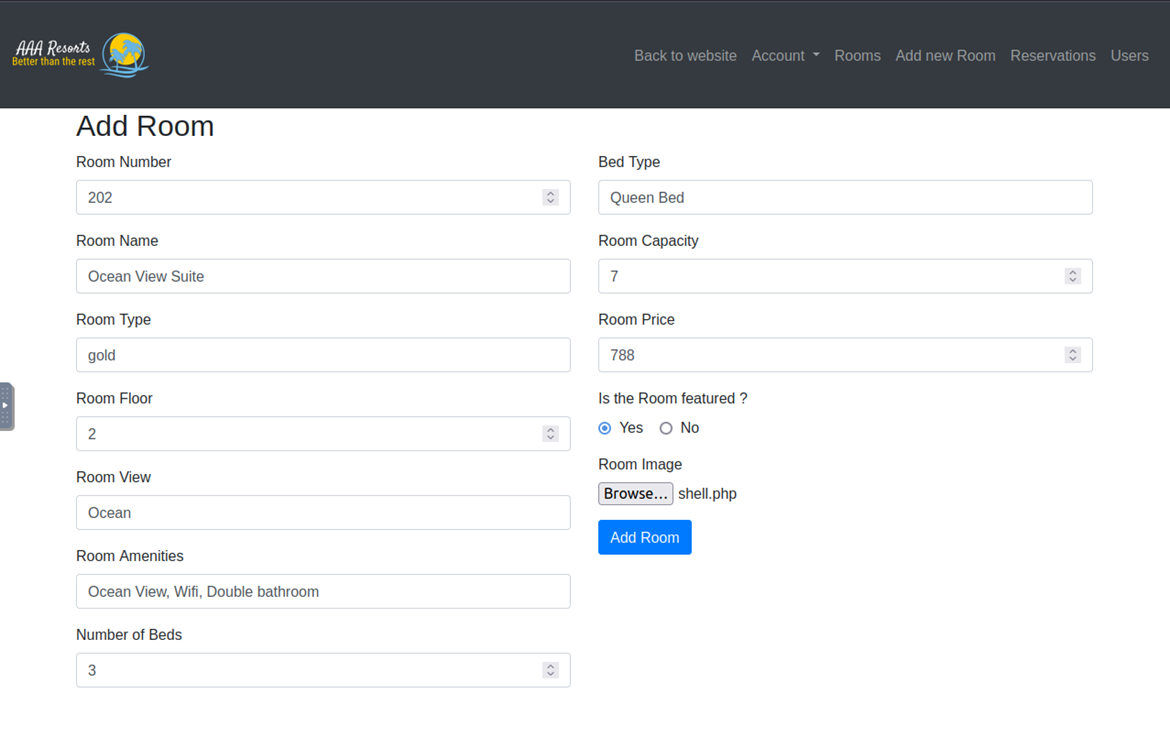 AAA Resorts
Better than the rest
Back to website Account Rooms Add new Room Reservations Users
Add Room
Room Number
202
Room Name
Ocean View Suite
Room Type
gold
Room Floor
2
Room View
Ocean
Room Amenities
Ocean View, Wifi, Double bathroom
Number of Beds
3
Bed Type
Queen Bed
Room Capacity
7
Room Price
788
Is the Room featured ?
Yes No
Room Image
Browse... shell.php
Add Room